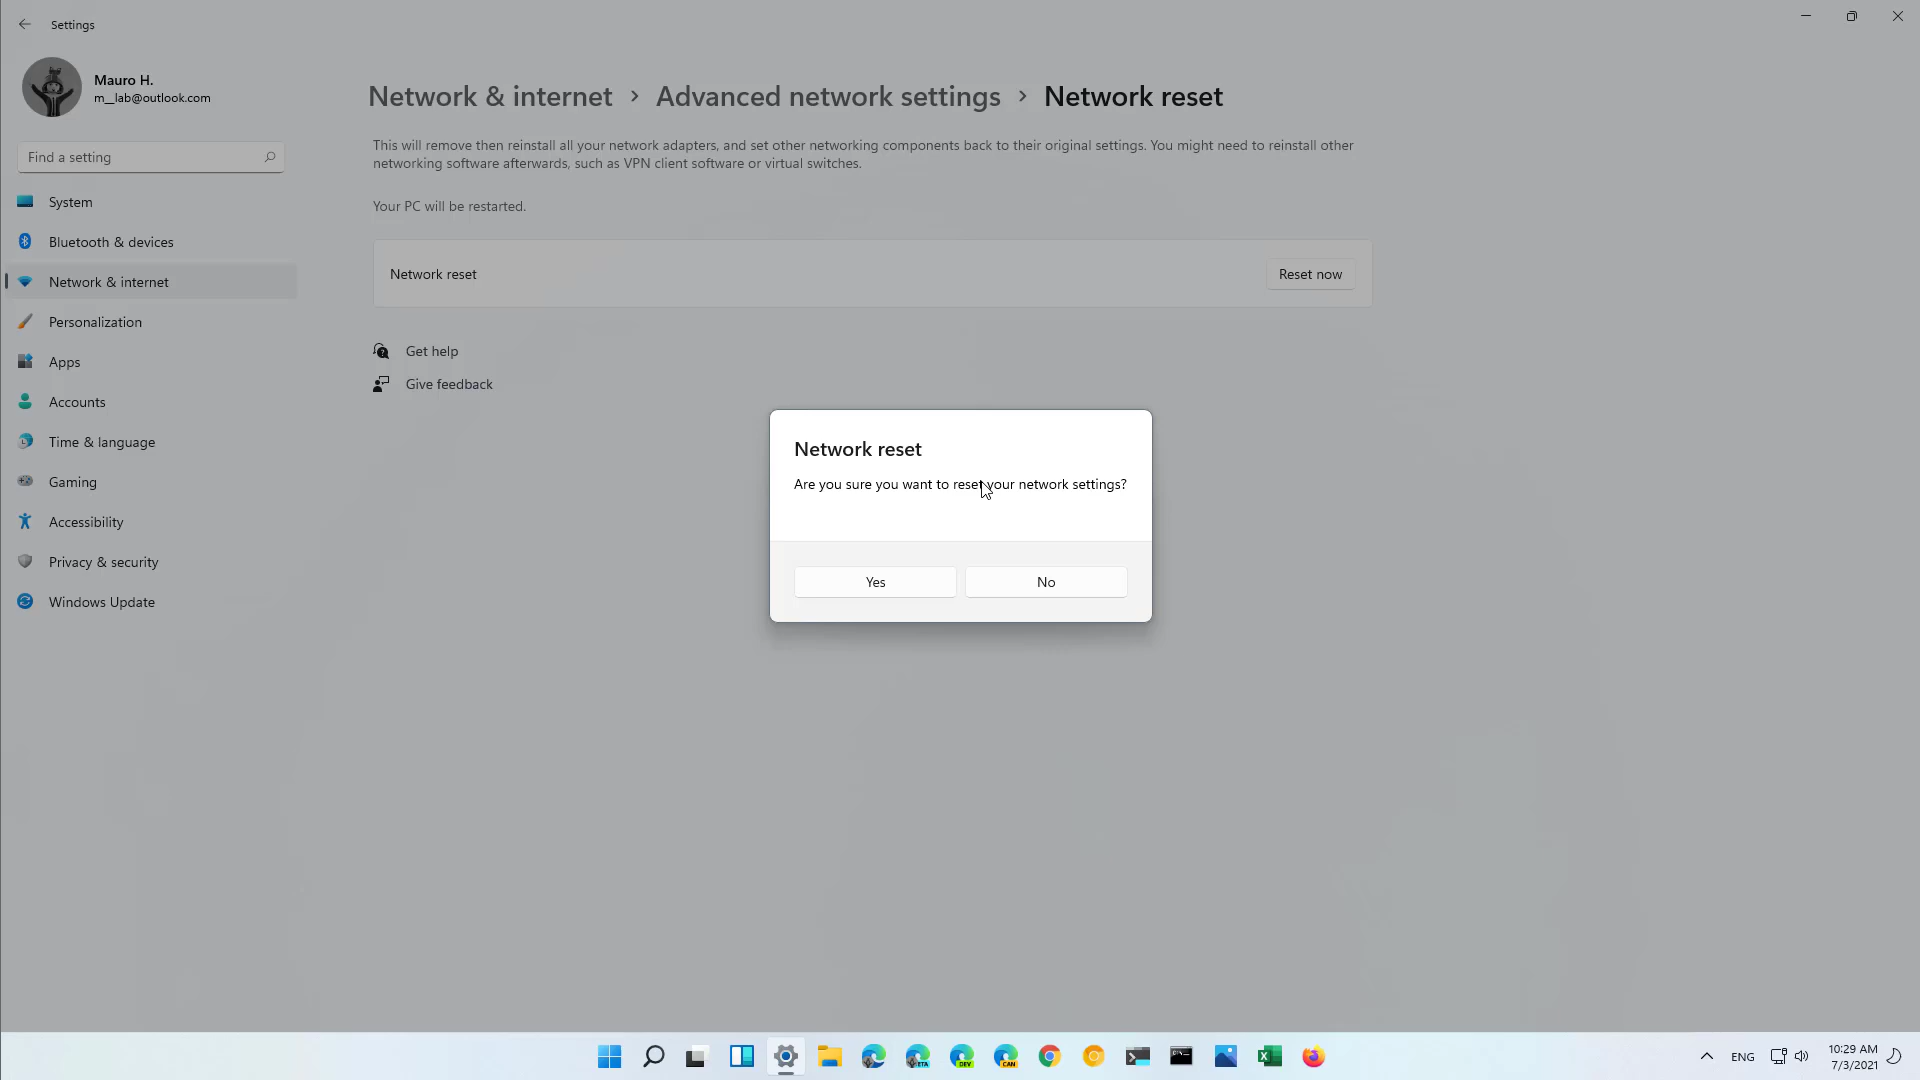 Settings
Mauro H.
m__lab@outlook.com
Find a setting
System
Bluetooth & devices
Network & internet
Personalization
Apps
Accounts
Time & language
Gaming
Accessibility
Privacy & security
Windows Update
Network & internet > Advanced network settings > Network reset
This will remove then reinstall all your network adapters, and set other networking components back to their original settings. You might need to reinstall other
networking software afterwards, such as VPN client software or virtual switches.
Your PC will be restarted.
Network reset
Reset now
Get help
Give feedback
Network reset
Are you sure you want to reset your network settings?
Yes
No
DEV
CAN
ENG
10:29 AM
7/3/2021